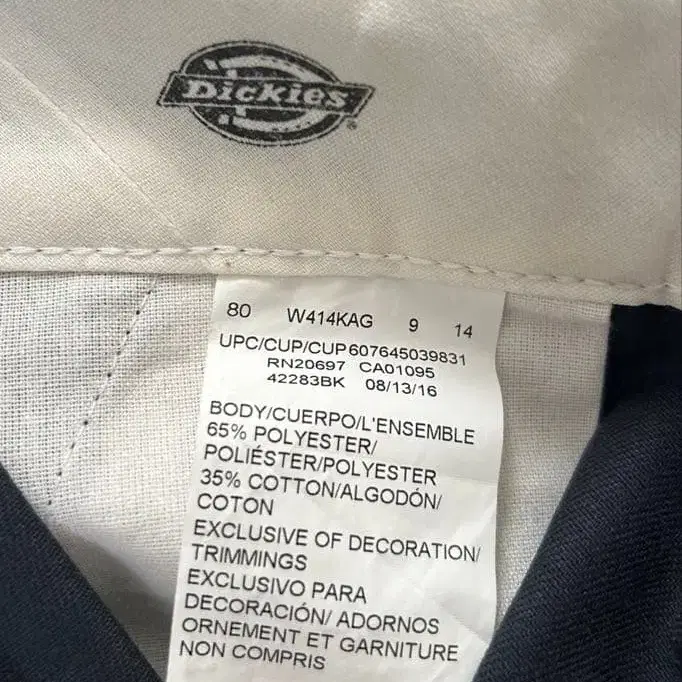 Dickies
80 W414KAG 9 14
UPC/CUP/CUP607645039831
RN20697 CA01095
42283BK 08/13/16
BODY/CUERPO/L'ENSEMBLE
65% POLYESTER/
POLIÉSTER/POLYESTER
35% COTTON/ALGODÓN/
COTON
EXCLUSIVE OF DECORATION/
TRIMMINGS
EXCLUSIVO PARA
DECORACIÓN/ ADORNOS
ORNEMENT ET GARNITURE
NON COMPRIS